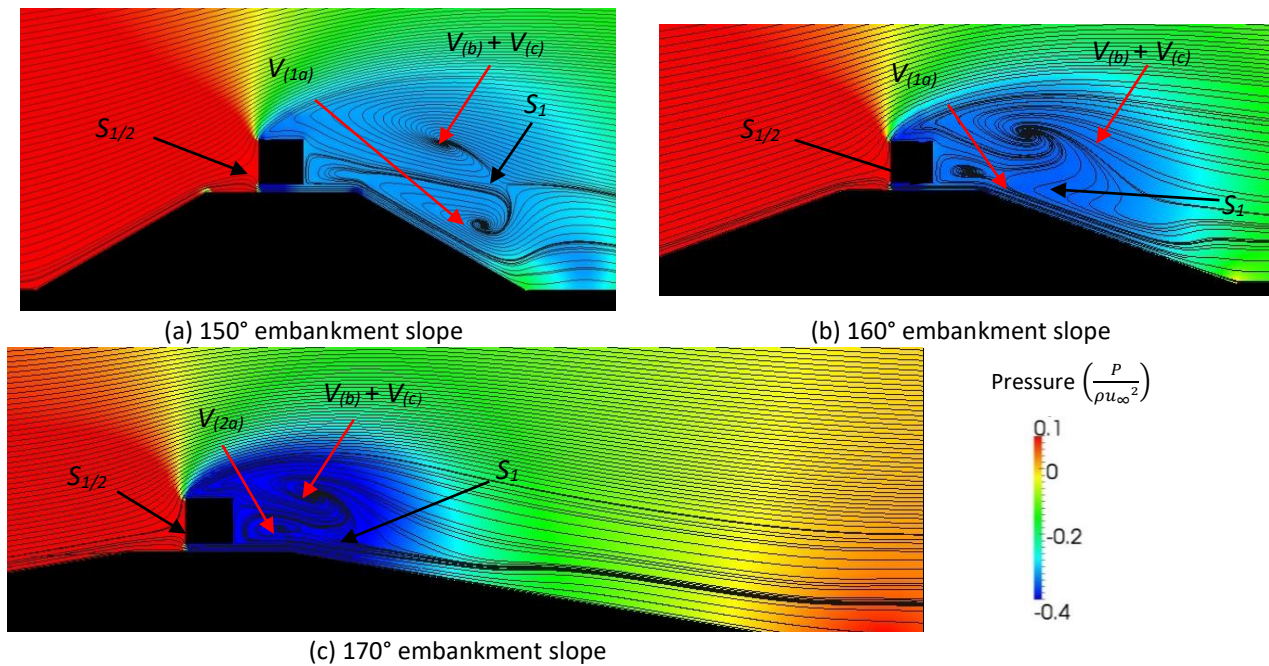 V(b) + V(c)
V(1a)
S1
S1/2
(a) 150° embankment slope
V(b) + V(c)
V(1a)
S1/2
S1
(b) 160° embankment slope
V(b) + V(c)
V(2a)
S1/2
S1
(c) 170° embankment slope
Pressure (P/ρu∞²)
0.1
0
-0.2
-0.4